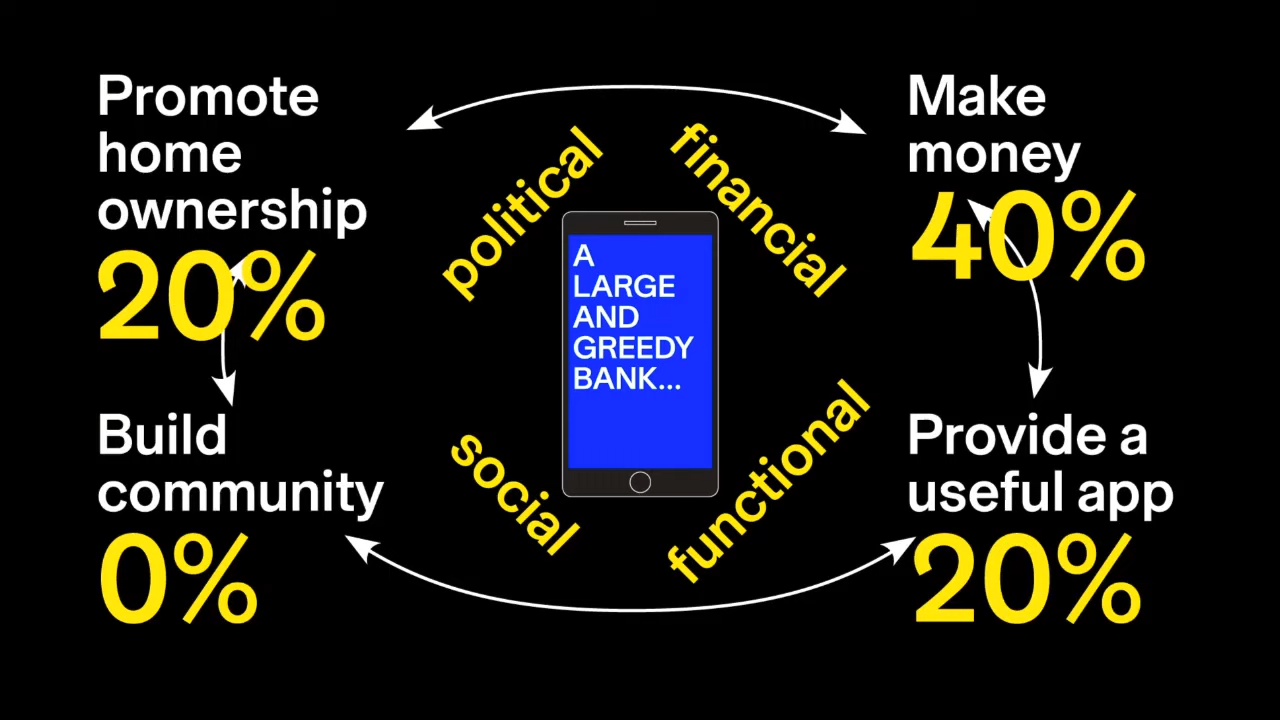 Promote
home
ownership
20%
Make
money
40%
political
financial
A
LARGE
AND
GREEDY
BANK...
social
functional
Build
community
0%
Provide a
useful app
20%